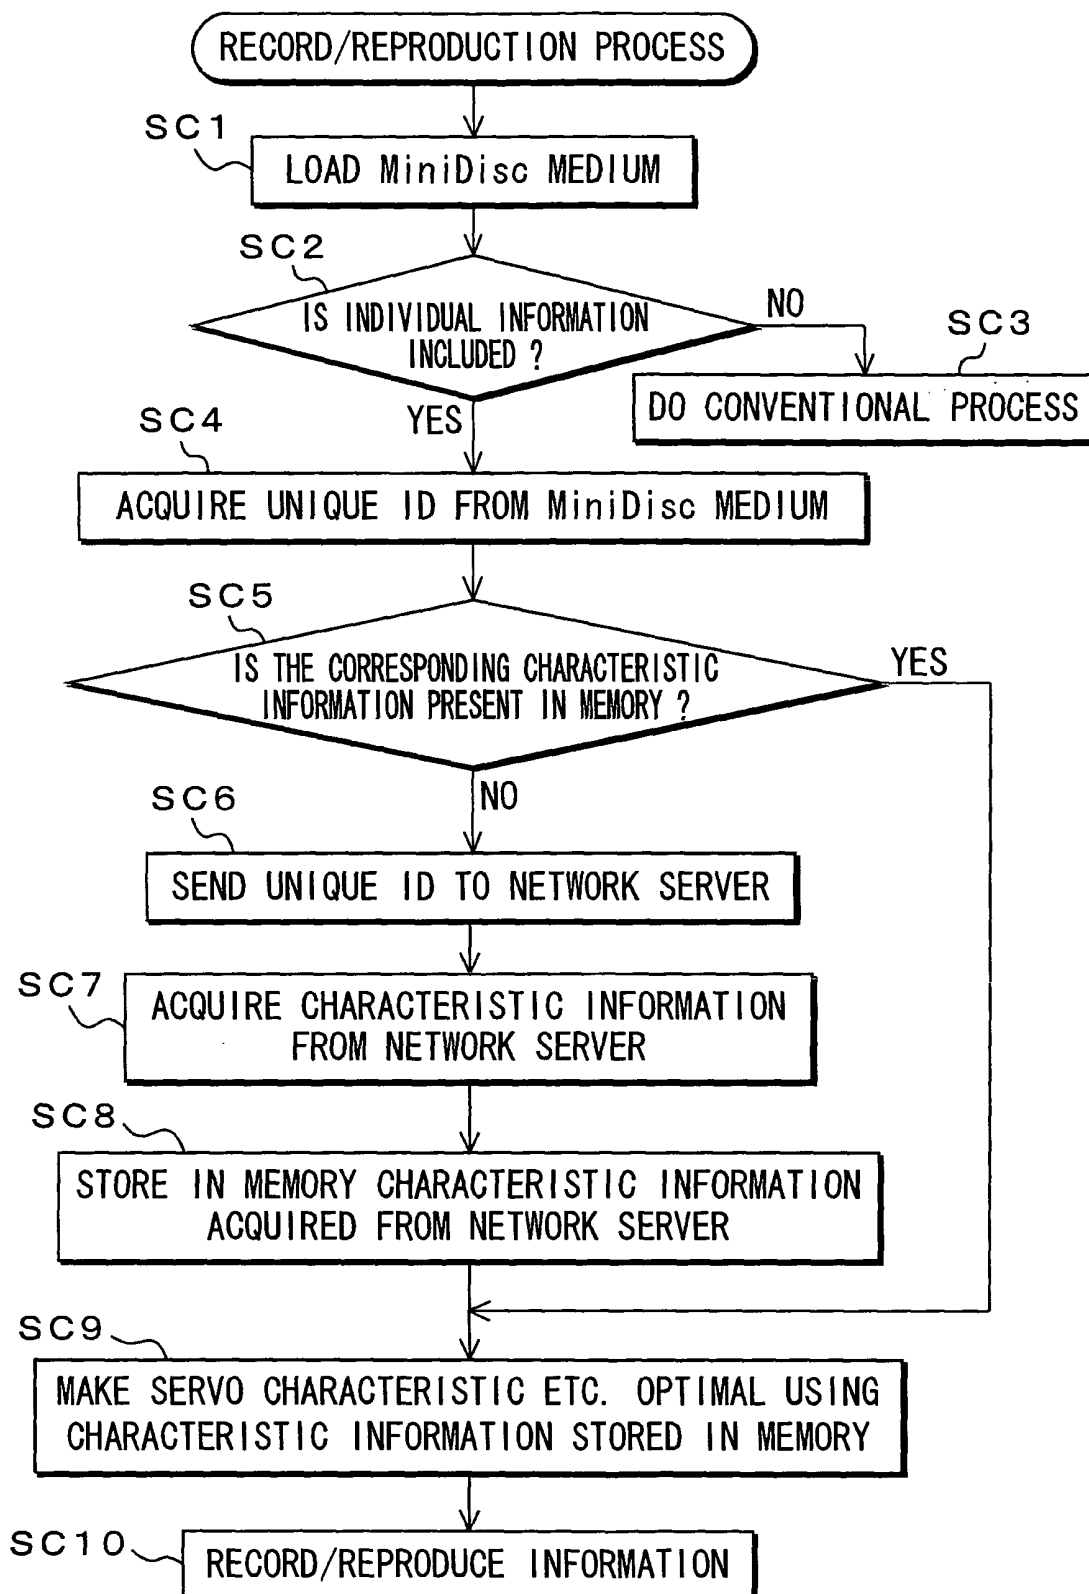 RECORD/REPRODUCTION PROCESS
SC1
LOAD MiniDisc MEDIUM
SC2
IS INDIVIDUAL INFORMATION
INCLUDED ?
NO
SC3
DO CONVENTIONAL PROCESS
YES
SC4
ACQUIRE UNIQUE ID FROM MiniDisc MEDIUM
SC5
IS THE CORRESPONDING CHARACTERISTIC
INFORMATION PRESENT IN MEMORY ?
YES
NO
SC6
SEND UNIQUE ID TO NETWORK SERVER
SC7
ACQUIRE CHARACTERISTIC INFORMATION
FROM NETWORK SERVER
SC8
STORE IN MEMORY CHARACTERISTIC INFORMATION
ACQUIRED FROM NETWORK SERVER
SC9
MAKE SERVO CHARACTERISTIC ETC. OPTIMAL USING
CHARACTERISTIC INFORMATION STORED IN MEMORY
SC10
RECORD/REPRODUCE INFORMATION